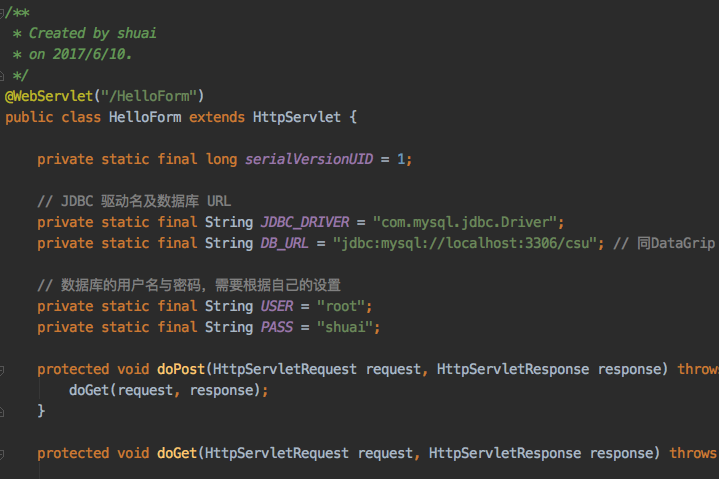 /**
 * Created by shuai
 * on 2017/6/10.
 */
@WebServlet("/HelloForm")
public class HelloForm extends HttpServlet {
private static final long serialVersionUID = 1;
// JDBC 驱动名及数据库 URL
private static final String JDBC_DRIVER = "com.mysql.jdbc.Driver";
private static final String DB_URL = "jdbc:mysql://localhost:3306/csu"; // 同DataGrip
// 数据库的用户名与密码，需要根据自己的设置
private static final String USER = "root";
private static final String PASS = "shuai";
protected void doPost(HttpServletRequest request, HttpServletResponse response) throws
doGet(request, response);
}
protected void doGet(HttpServletRequest request, HttpServletResponse response) throws